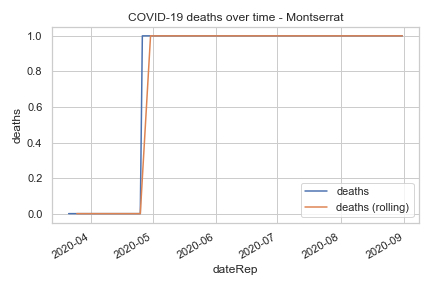 COVID-19 deaths over time - Montserrat
1.0
0.8
0.6
0.4
0.2
0.0
deaths
deaths
deaths (rolling)
2020-04
2020-05
2020-06
2020-07
2020-08
2020-09
dateRep